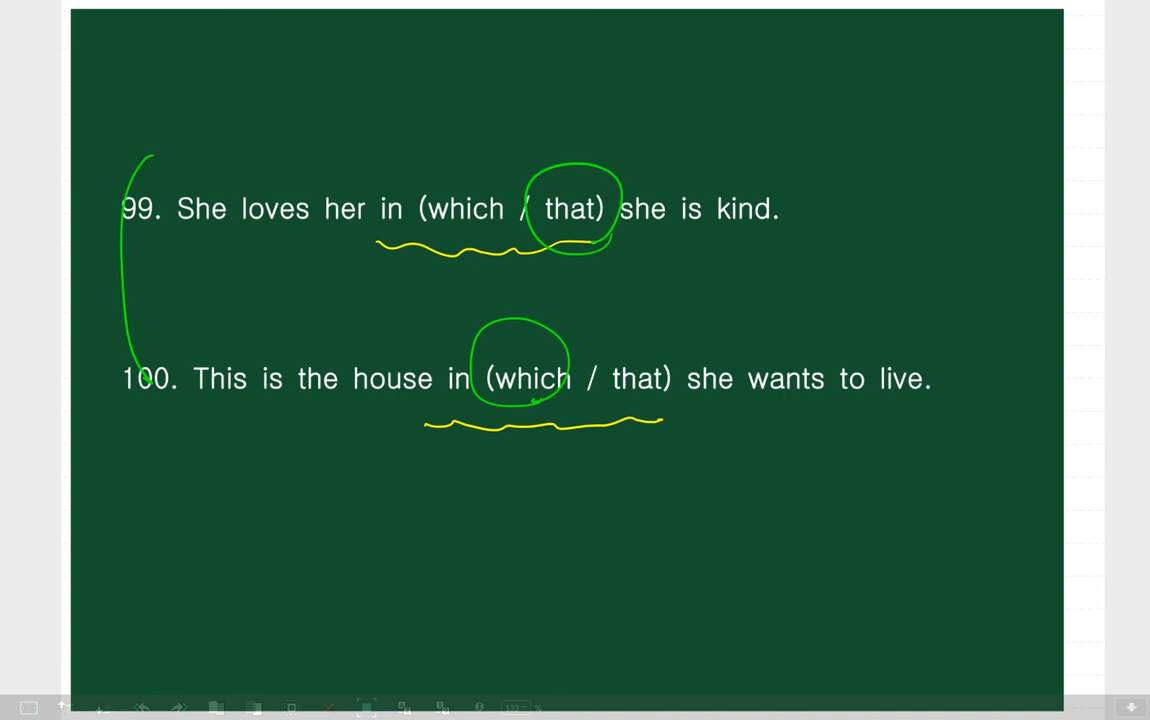 99. She loves her in (which / that) she is kind.
100. This is the house in (which / that) she wants to live.
133 %